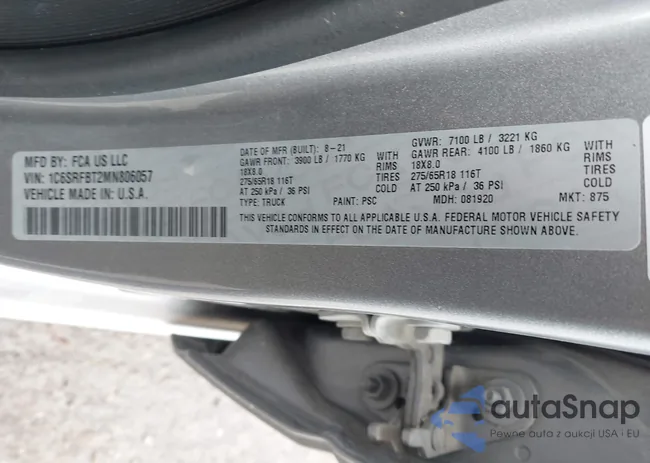 MFD BY: FCA US LLC
VIN: 1C6SRFBT2MN806057
VEHICLE MADE IN: U.S.A.
DATE OF MFR (BUILT): 8-21
GAWR FRONT: 3900 LB / 1770 KG
18X8.0
275/65R18 116T
AT 250 kPa / 36 PSI
TYPE: TRUCK
WITH
RIMS
TIRES
COLD
PAINT: PSC
GVWR: 7100 LB / 3221 KG
GAWR REAR: 4100 LB / 1860 KG
18X8.0
275/65R18 116T
AT 250 kPa / 36 PSI
MDH: 081920
WITH
RIMS
TIRES
COLD
MKT: 875
THIS VEHICLE CONFORMS TO ALL APPLICABLE U.S.A. FEDERAL MOTOR VEHICLE SAFETY
STANDARDS IN EFFECT ON THE DATE OF MANUFACTURE SHOWN ABOVE.
autaSnap
Pewne auta z aukcji USA i EU